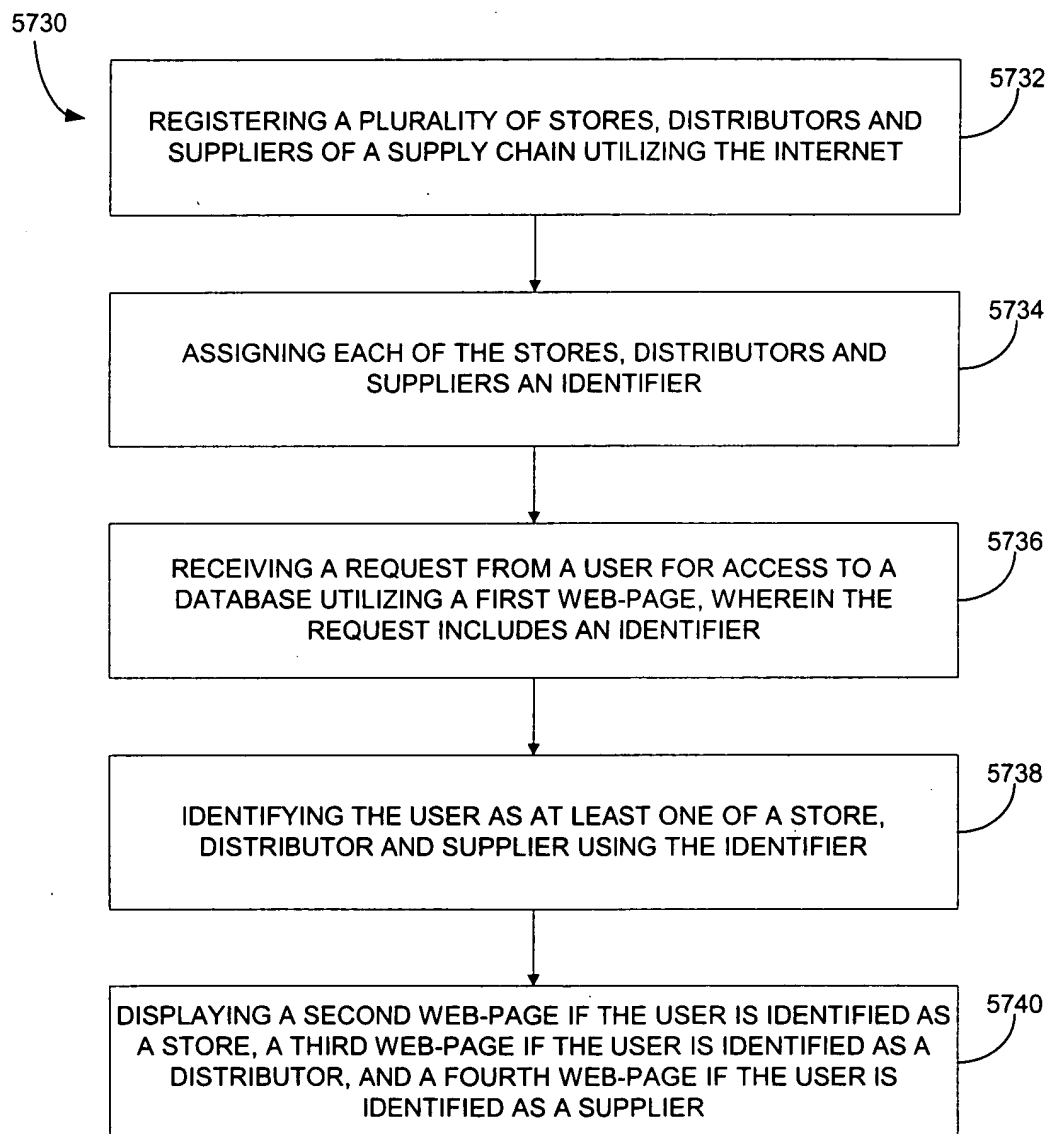 5730
5732
REGISTERING A PLURALITY OF STORES, DISTRIBUTORS AND
SUPPLIERS OF A SUPPLY CHAIN UTILIZING THE INTERNET
5734
ASSIGNING EACH OF THE STORES, DISTRIBUTORS AND
SUPPLIERS AN IDENTIFIER
5736
RECEIVING A REQUEST FROM A USER FOR ACCESS TO A
DATABASE UTILIZING A FIRST WEB-PAGE, WHEREIN THE
REQUEST INCLUDES AN IDENTIFIER
5738
IDENTIFYING THE USER AS AT LEAST ONE OF A STORE,
DISTRIBUTOR AND SUPPLIER USING THE IDENTIFIER
5740
DISPLAYING A SECOND WEB-PAGE IF THE USER IS IDENTIFIED AS
A STORE, A THIRD WEB-PAGE IF THE USER IS IDENTIFIED AS A
DISTRIBUTOR, AND A FOURTH WEB-PAGE IF THE USER IS
IDENTIFIED AS A SUPPLIER